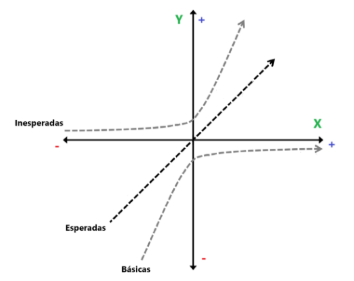 Y +
Inesperadas
X
-
+
Esperadas
-
Básicas